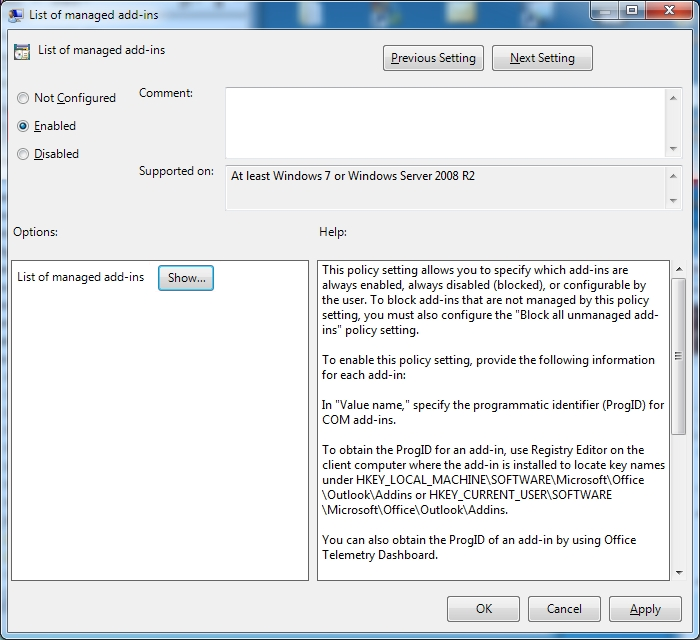 List of managed add-ins
List of managed add-ins
Previous Setting
Next Setting
Not Configured
Comment:
Enabled
Disabled
Supported on:
At least Windows 7 or Windows Server 2008 R2
Options:
Help:
List of managed add-ins
Show...
This policy setting allows you to specify which add-ins are
always enabled, always disabled (blocked), or configurable by
the user. To block add-ins that are not managed by this policy
setting, you must also configure the "Block all unmanaged add-
ins" policy setting.
To enable this policy setting, provide the following information
for each add-in:
In "Value name," specify the programmatic identifier (ProgID) for
COM add-ins.
To obtain the ProgID for an add-in, use Registry Editor on the
client computer where the add-in is installed to locate key names
under HKEY_LOCAL_MACHINE\SOFTWARE\Microsoft\Office
\Outlook\Addins or HKEY_CURRENT_USER\SOFTWARE
\Microsoft\Office\Outlook\Addins.
You can also obtain the ProgID of an add-in by using Office
Telemetry Dashboard.
OK
Cancel
Apply